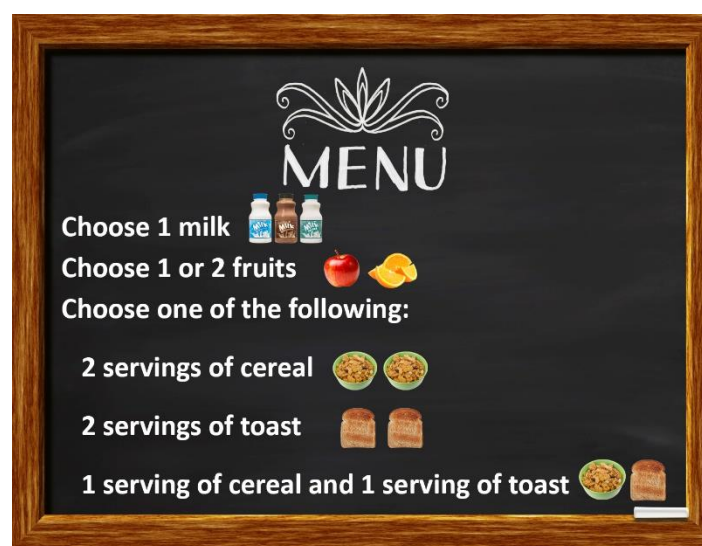 MENU
Choose 1 milk
Choose 1 or 2 fruits
Choose one of the following:
2 servings of cereal
2 servings of toast
1 serving of cereal and 1 serving of toast